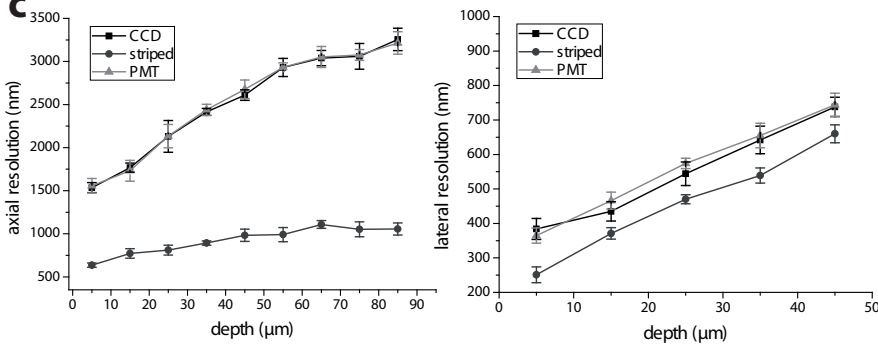 c
3500
3000
2500
2000
1500
1000
500
0 10 20 30 40 50 60 70 80 90
axial resolution (nm)
depth (µm)
CCD
striped
PMT
1000
900
800
700
600
500
400
300
200
0 10 20 30 40 50
lateral resolution (nm)
depth (µm)
CCD
striped
PMT